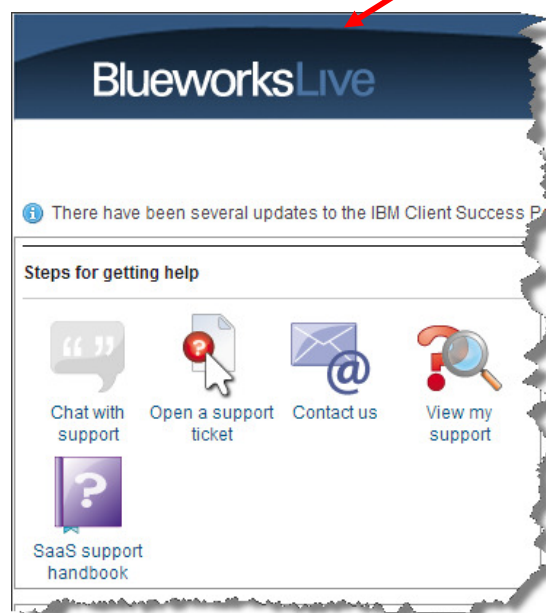 BlueworksLive
There have been several updates to the IBM Client Success
Steps for getting help
Chat with
support
Open a support
ticket
Contact us
View my
support
SaaS support
handbook